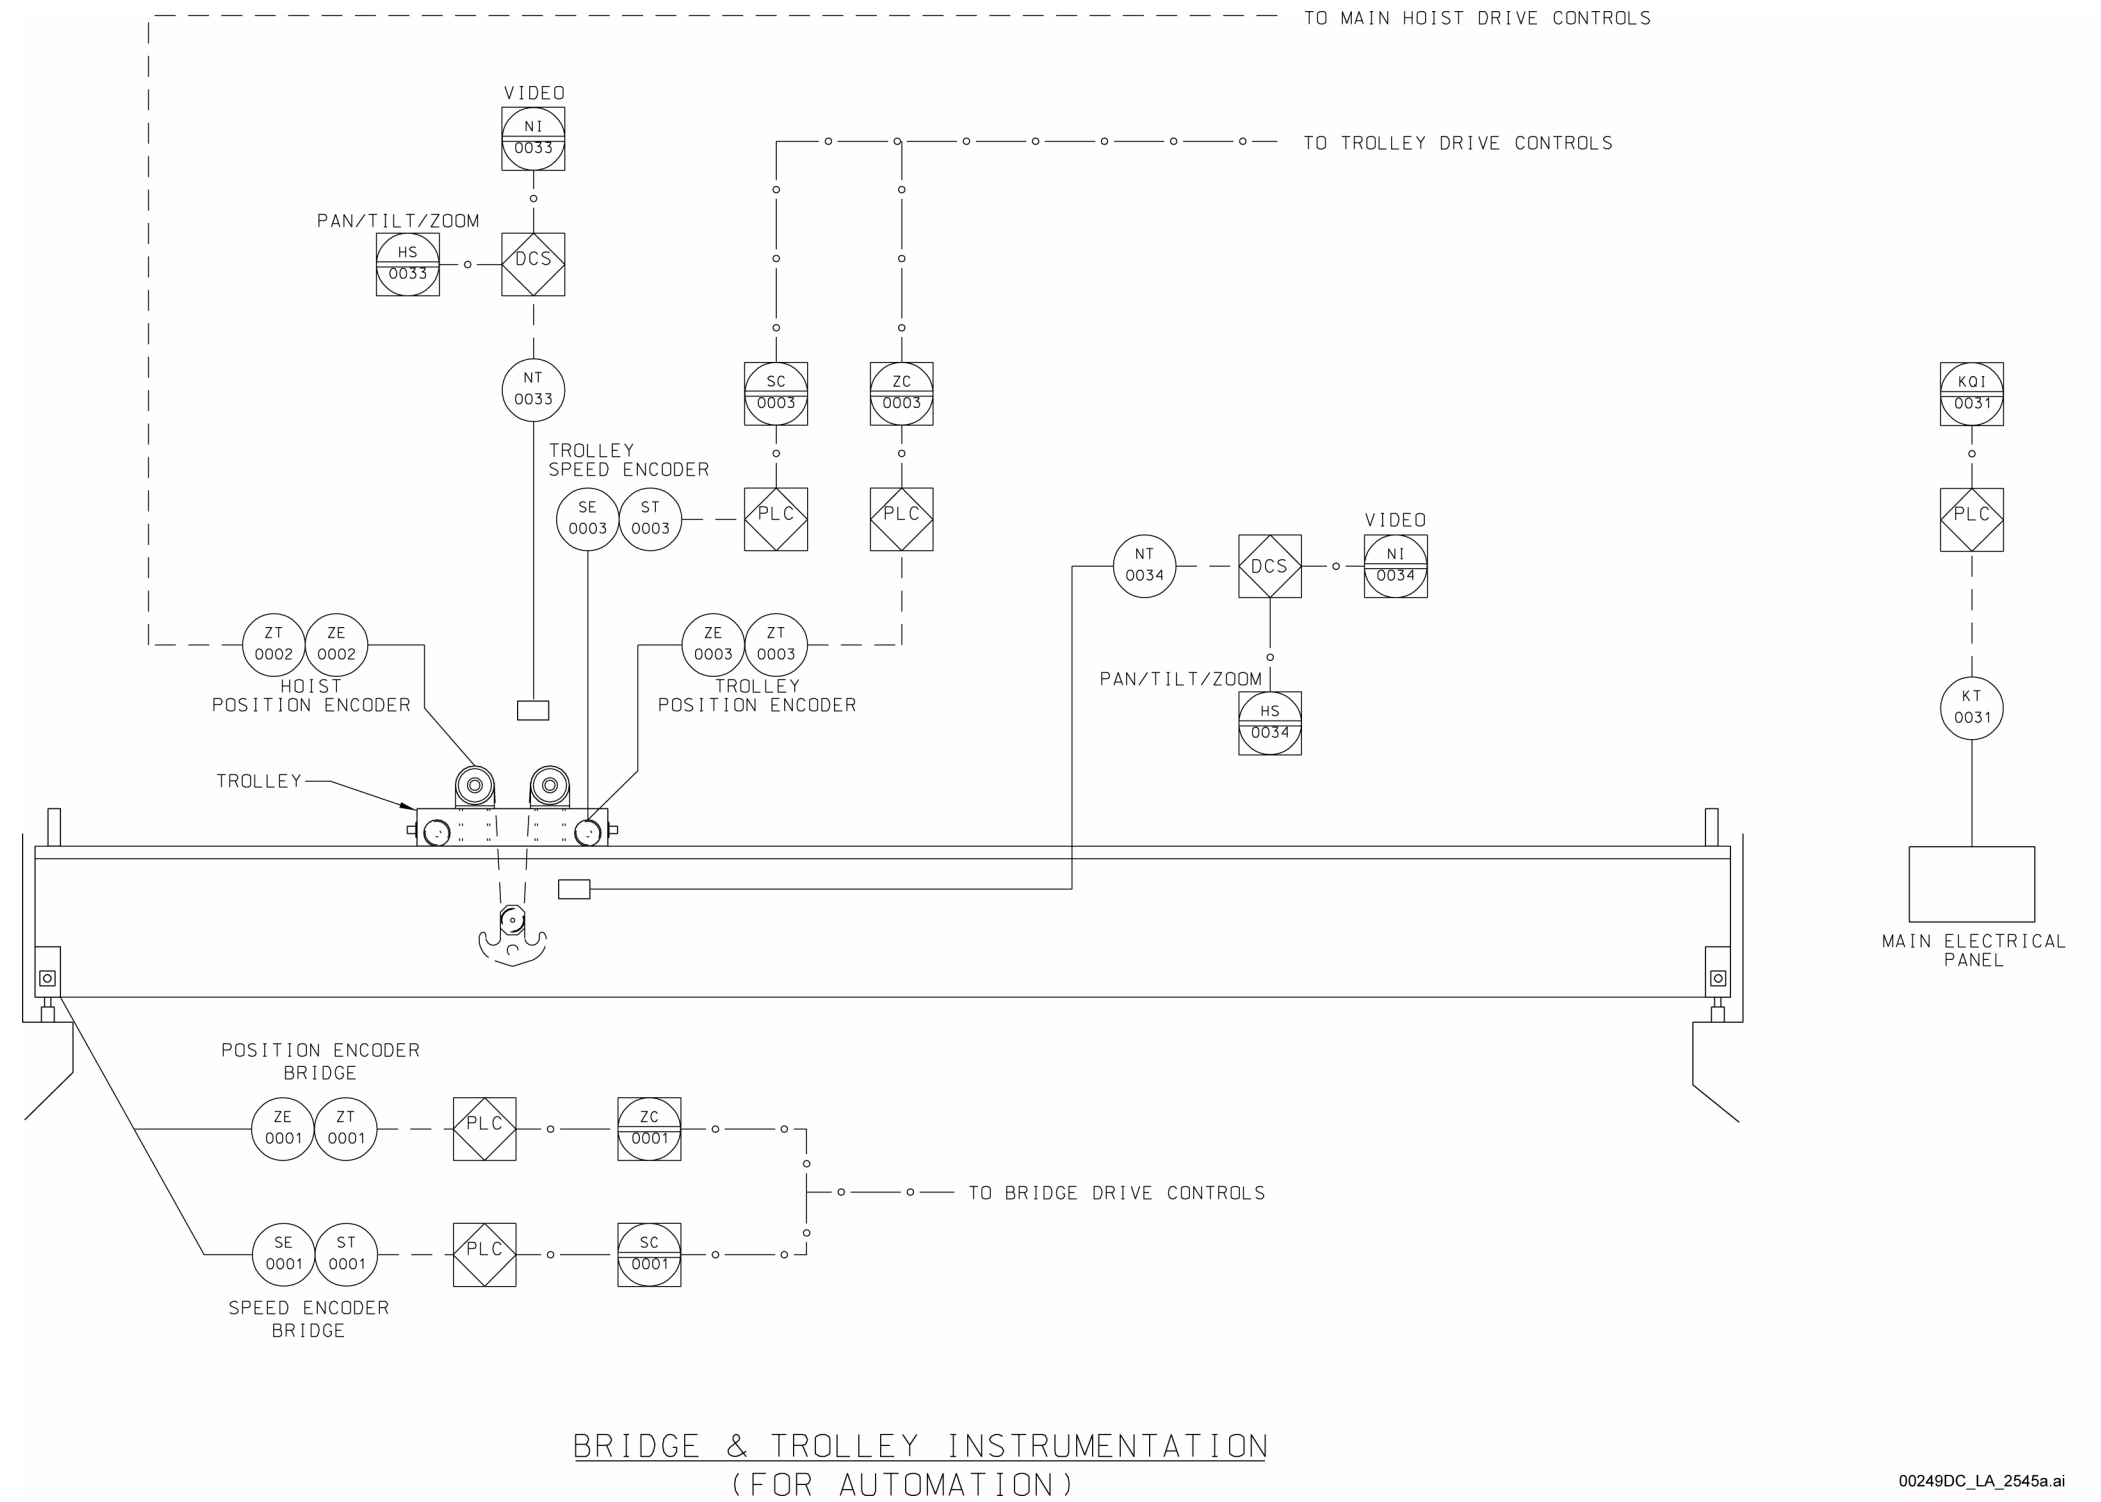 TO MAIN HOIST DRIVE CONTROLS
VIDEO
NI
0033
TO TROLLEY DRIVE CONTROLS
PAN/TILT/ZOOM
HS
0033
DCS
NT
0033
SC
0003
ZC
0003
KQI
0031
TROLLEY
SPEED ENCODER
SE
0003
ST
0003
PLC
PLC
PLC
VIDEO
NT
0034
DCS
NI
0034
ZT
0002
ZE
0002
HOIST
POSITION ENCODER
ZE
0003
ZT
0003
TROLLEY
POSITION ENCODER
PAN/TILT/ZOOM
HS
0034
KT
0031
TROLLEY
MAIN ELECTRICAL
PANEL
POSITION ENCODER
BRIDGE
ZE
0001
ZT
0001
PLC
ZC
0001
TO BRIDGE DRIVE CONTROLS
SE
0001
ST
0001
PLC
SC
0001
SPEED ENCODER
BRIDGE
BRIDGE & TROLLEY INSTRUMENTATION
(FOR AUTOMATION)
00249DC_LA_2545a.ai